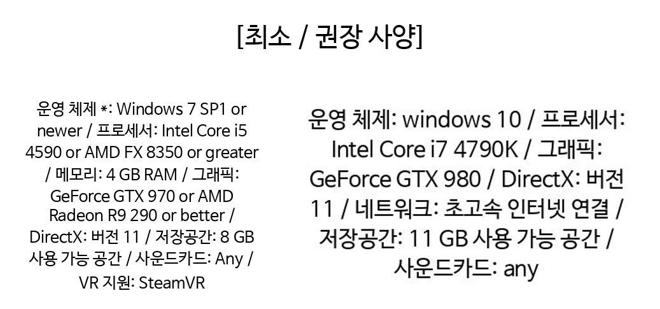 [최소 / 권장 사양]
운영 체제 *: Windows 7 SP1 or
newer / 프로세서: Intel Core i5
4590 or AMD FX 8350 or greater
/ 메모리: 4 GB RAM / 그래픽:
GeForce GTX 970 or AMD
Radeon R9 290 or better /
DirectX: 버전 11 / 저장공간: 8 GB
사용 가능 공간 / 사운드카드: Any /
VR 지원: SteamVR
운영 체제: windows 10 / 프로세서:
Intel Core i7 4790K / 그래픽:
GeForce GTX 980 / DirectX: 버전
11 / 네트워크: 초고속 인터넷 연결 /
저장공간: 11 GB 사용 가능 공간 /
사운드카드: any